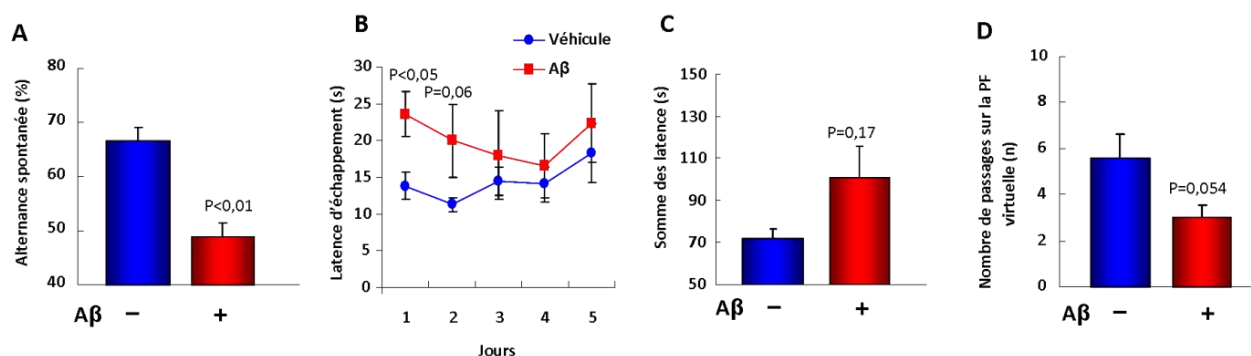 A
Alternance spontanée (%)
80
70
60
50
40
P<0,01
Aβ − +
B
Véhicule
Aβ
Latence d'échappement (s)
30
25
20
15
10
5
0
P<0,05
P=0,06
1 2 3 4 5
Jours
C
Somme des latence (s)
150
130
110
90
70
50
P=0,17
Aβ − +
D
Nombre de passages sur la PF
virtuelle (n)
10
8
6
4
2
0
P=0,054
Aβ − +